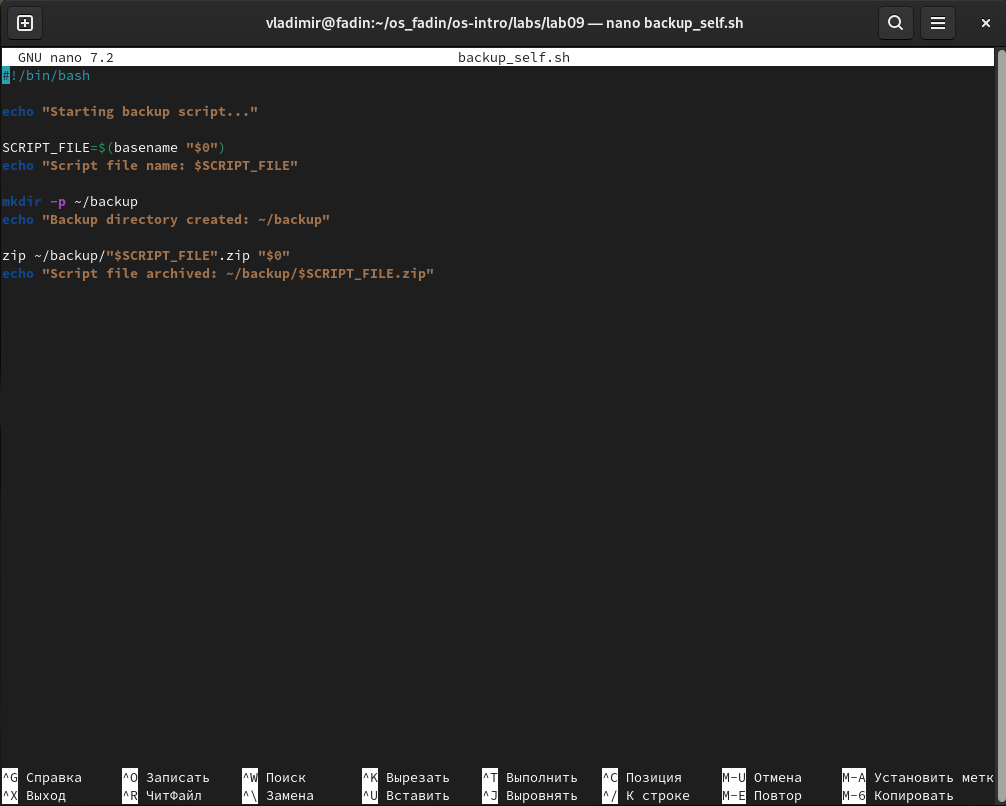 vladimir@fadin:~/os_fadin/os-intro/labs/lab09 — nano backup_self.sh
GNU nano 7.2 backup_self.sh
#!/bin/bash
echo "Starting backup script..."
SCRIPT_FILE=$(basename "$0")
echo "Script file name: $SCRIPT_FILE"
mkdir -p ~/backup
echo "Backup directory created: ~/backup"
zip ~/backup/"$SCRIPT_FILE".zip "$0"
echo "Script file archived: ~/backup/$SCRIPT_FILE.zip"
^G Справка ^O Записать ^W Поиск ^K Вырезать ^T Выполнить ^C Позиция M-U Отмена M-A Установить метк
^X Выход ^R ЧитФайл ^\ Замена ^U Вставить ^J Выровнять ^/ К строке M-E Повтор M-6 Копировать